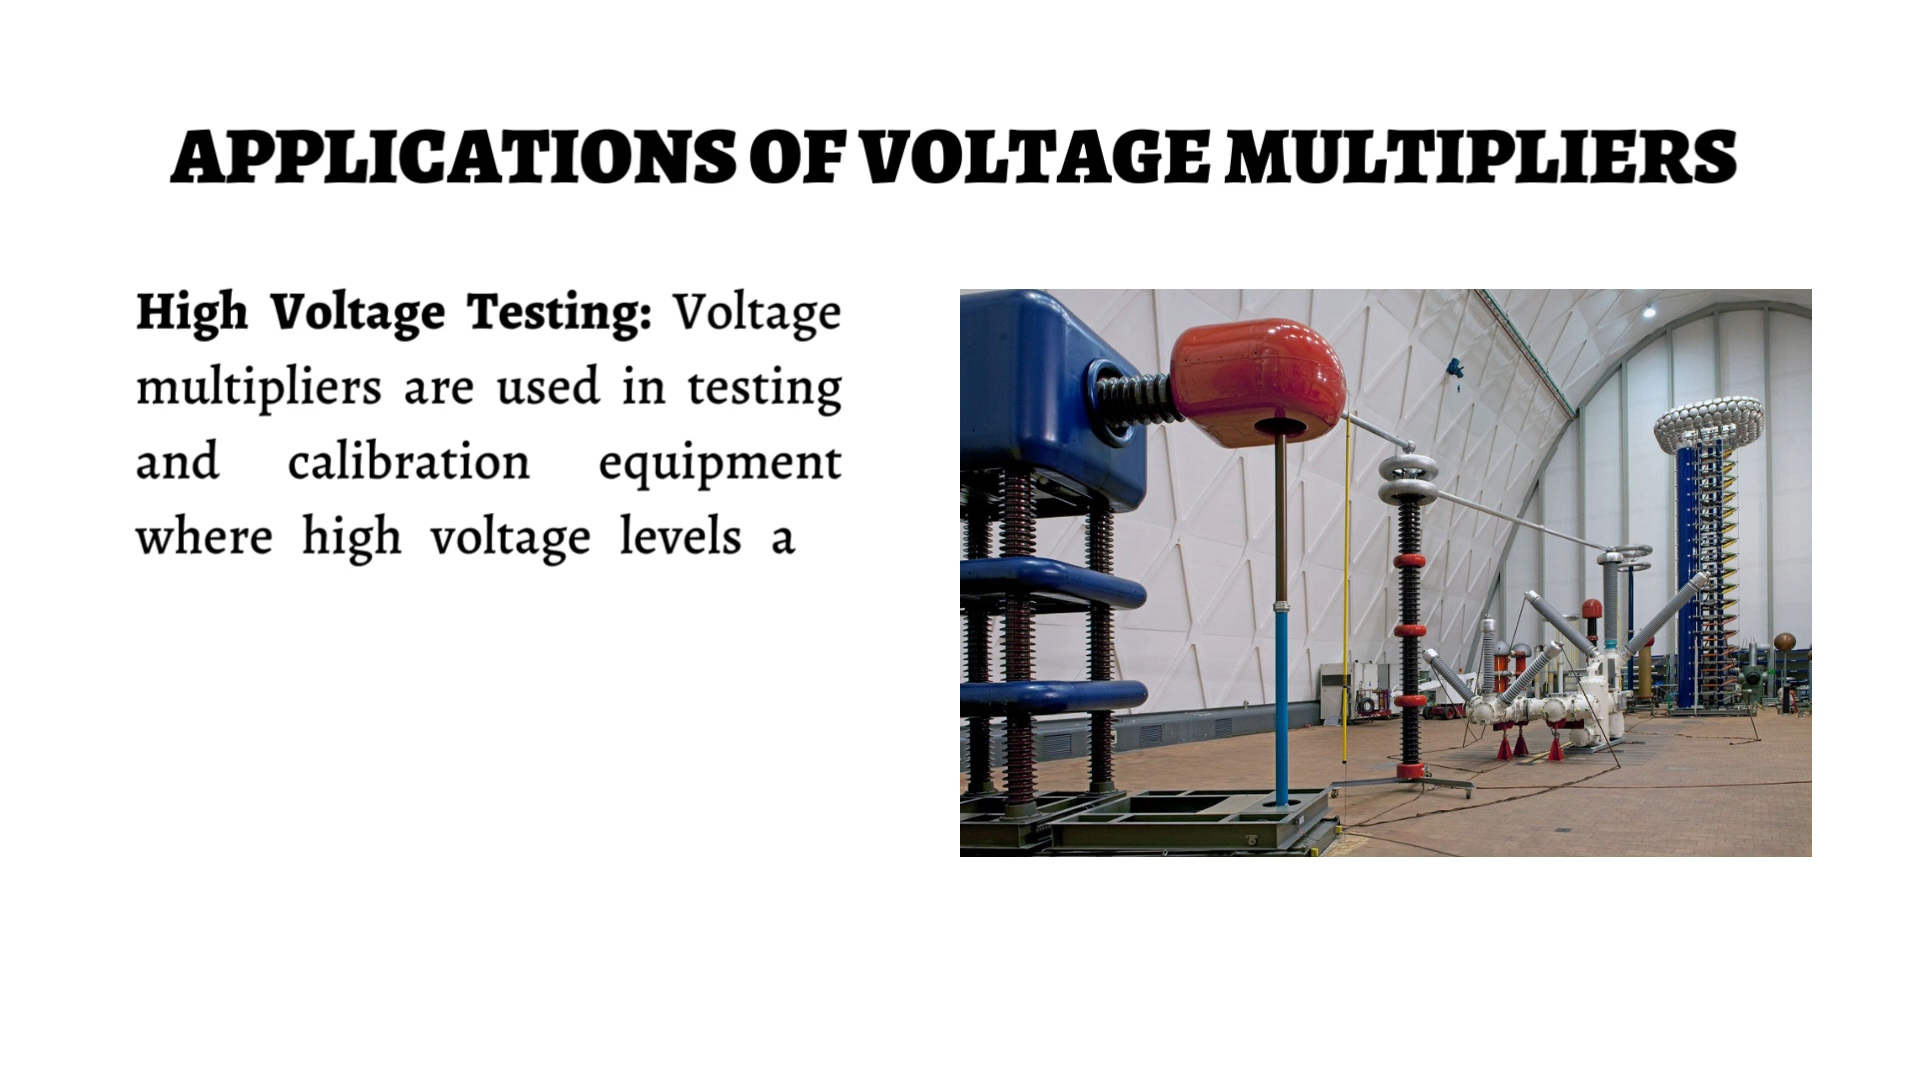 APPLICATIONS OF VOLTAGE MULTIPLIERS
High Voltage Testing: Voltage
multipliers are used in testing
and calibration equipment
where high voltage levels a